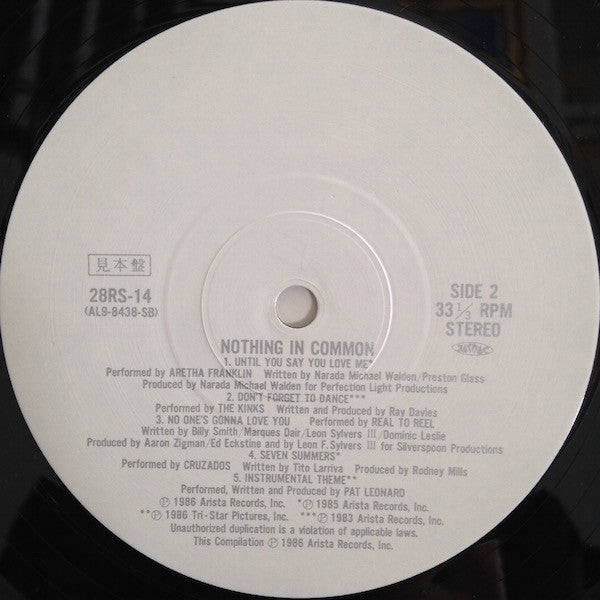 見本盤
28RS-14
(AL9-8438-SB)
SIDE 2
33 1/3 RPM
STEREO
NOTHING IN COMMON
1. UNTIL YOU SAY YOU LOVE ME*
Performed by ARETHA FRANKLIN Written by Narada Michael Walden/Preston Glass
Produced by Narada Michael Walden for Perfection Light Productions
2. DON'T FORGET TO DANCE***
Performed by THE KINKS Written and Produced by Ray Davies
3. NO ONE'S GONNA LOVE YOU Performed by REAL TO REEL
Written by Billy Smith/Marques Dair/Leon Sylvers III/Dominic Leslie
Produced by Aaron Zigman/Ed Eckstine and by Leon F. Sylvers III for Silverspoon Productions
4. SEVEN SUMMERS*
Performed by CRUZADOS Written by Tito Larriva Produced by Rodney Mills
5. INSTRUMENTAL THEME**
Performed, Written and Produced by PAT LEONARD
Ⓟ 1986 Arista Records, Inc. *Ⓟ 1985 Arista Records, Inc.
**Ⓟ 1986 Tri-Star Pictures, Inc. ***Ⓟ 1983 Arista Records, Inc.
Unauthorized duplication is a violation of applicable laws.
This Compilation Ⓟ 1986 Arista Records, Inc.